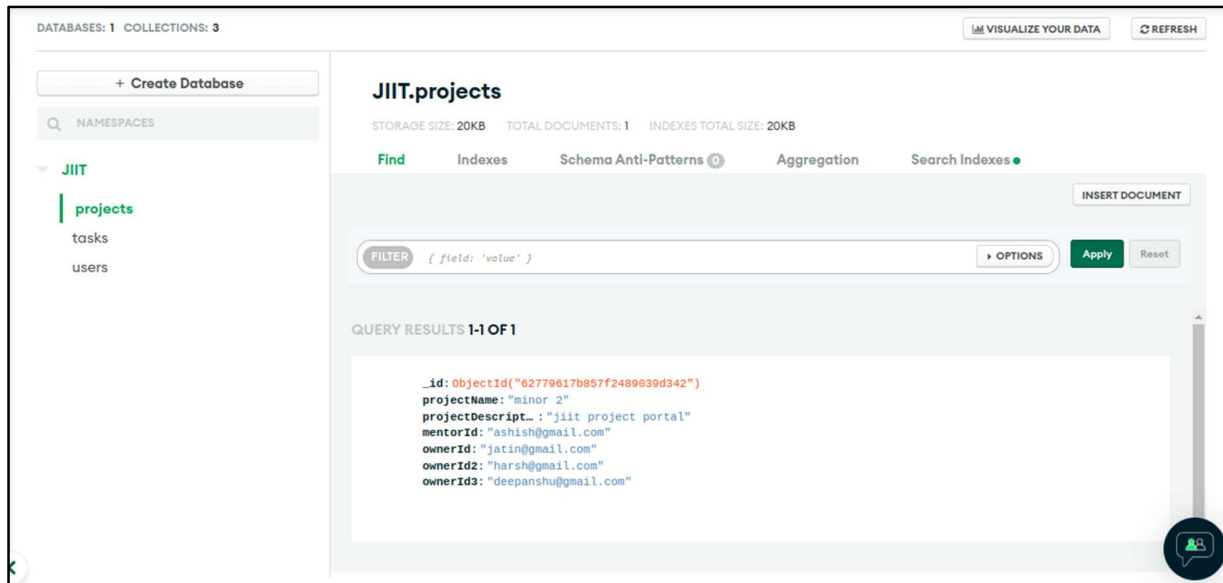 DATABASES: 1 COLLECTIONS: 3
VISUALIZE YOUR DATA
REFRESH
+ Create Database
NAMESPACES
JIIT
projects
tasks
users
JIIT.projects
STORAGE SIZE: 20KB TOTAL DOCUMENTS: 1 INDEXES TOTAL SIZE: 20KB
Find Indexes Schema Anti-Patterns 0 Aggregation Search Indexes
INSERT DOCUMENT
FILTER { field: 'value' } OPTIONS Apply Reset
QUERY RESULTS 1-1 OF 1
_id: ObjectId("62779617b857f2489039d342")
projectName: "minor 2"
projectDescript… : "jiit project portal"
mentorId: "ashish@gmail.com"
ownerId: "jatin@gmail.com"
ownerId2: "harsh@gmail.com"
ownerId3: "deepanshu@gmail.com"